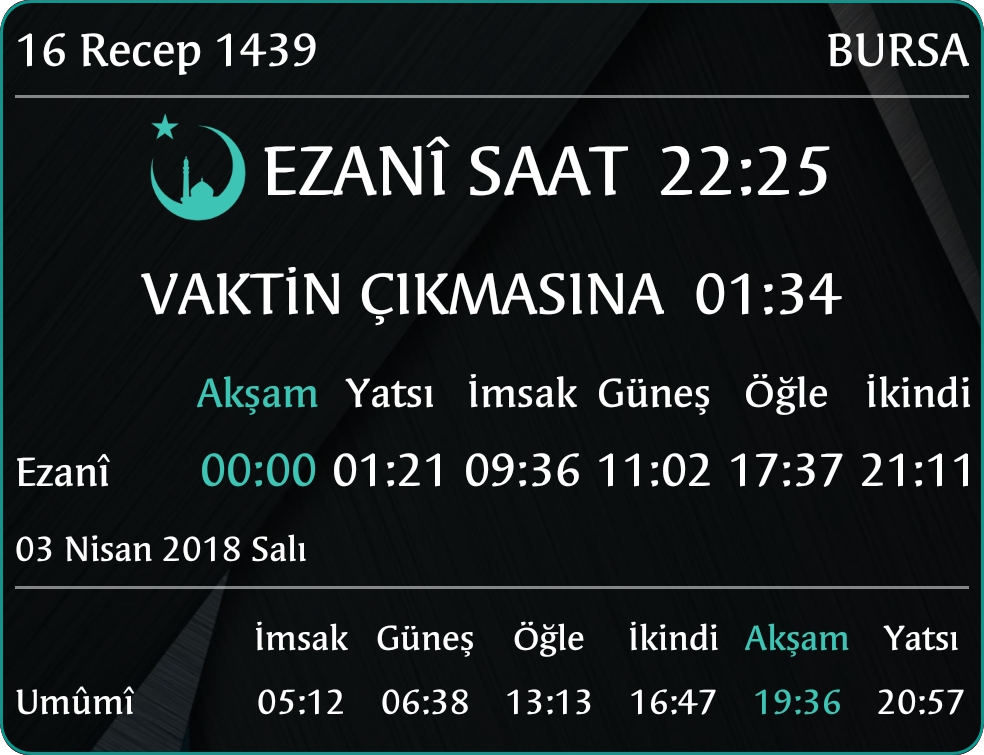 16 Recep 1439 BURSA
EZANÎ SAAT 22:25
VAKTİN ÇIKMASINA 01:34
Akşam Yatsı İmsak Güneş Öğle İkindi
Ezanî 00:00 01:21 09:36 11:02 17:37 21:11
03 Nisan 2018 Salı
İmsak Güneş Öğle İkindi Akşam Yatsı
Umûmî 05:12 06:38 13:13 16:47 19:36 20:57